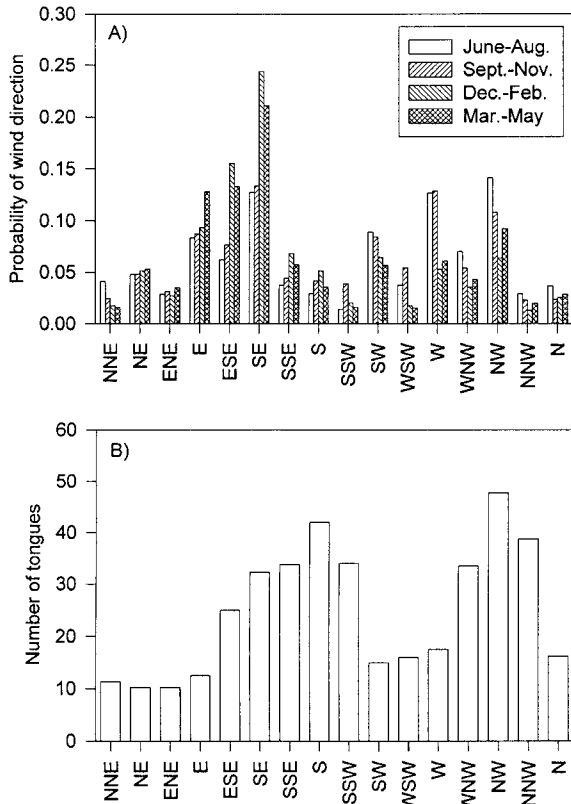 A)
June-Aug.
Sept.-Nov.
Dec.-Feb.
Mar.-May
Probability of wind direction
0.30
0.25
0.20
0.15
0.10
0.05
0.00
NNE NE ENE E ESE SE SSE S SSW SW WSW W WNW NW NNW N
B)
Number of tongues
60
50
40
30
20
10
0
NNE NE ENE E ESE SE SSE S SSW SW WSW W WNW NW NNW N